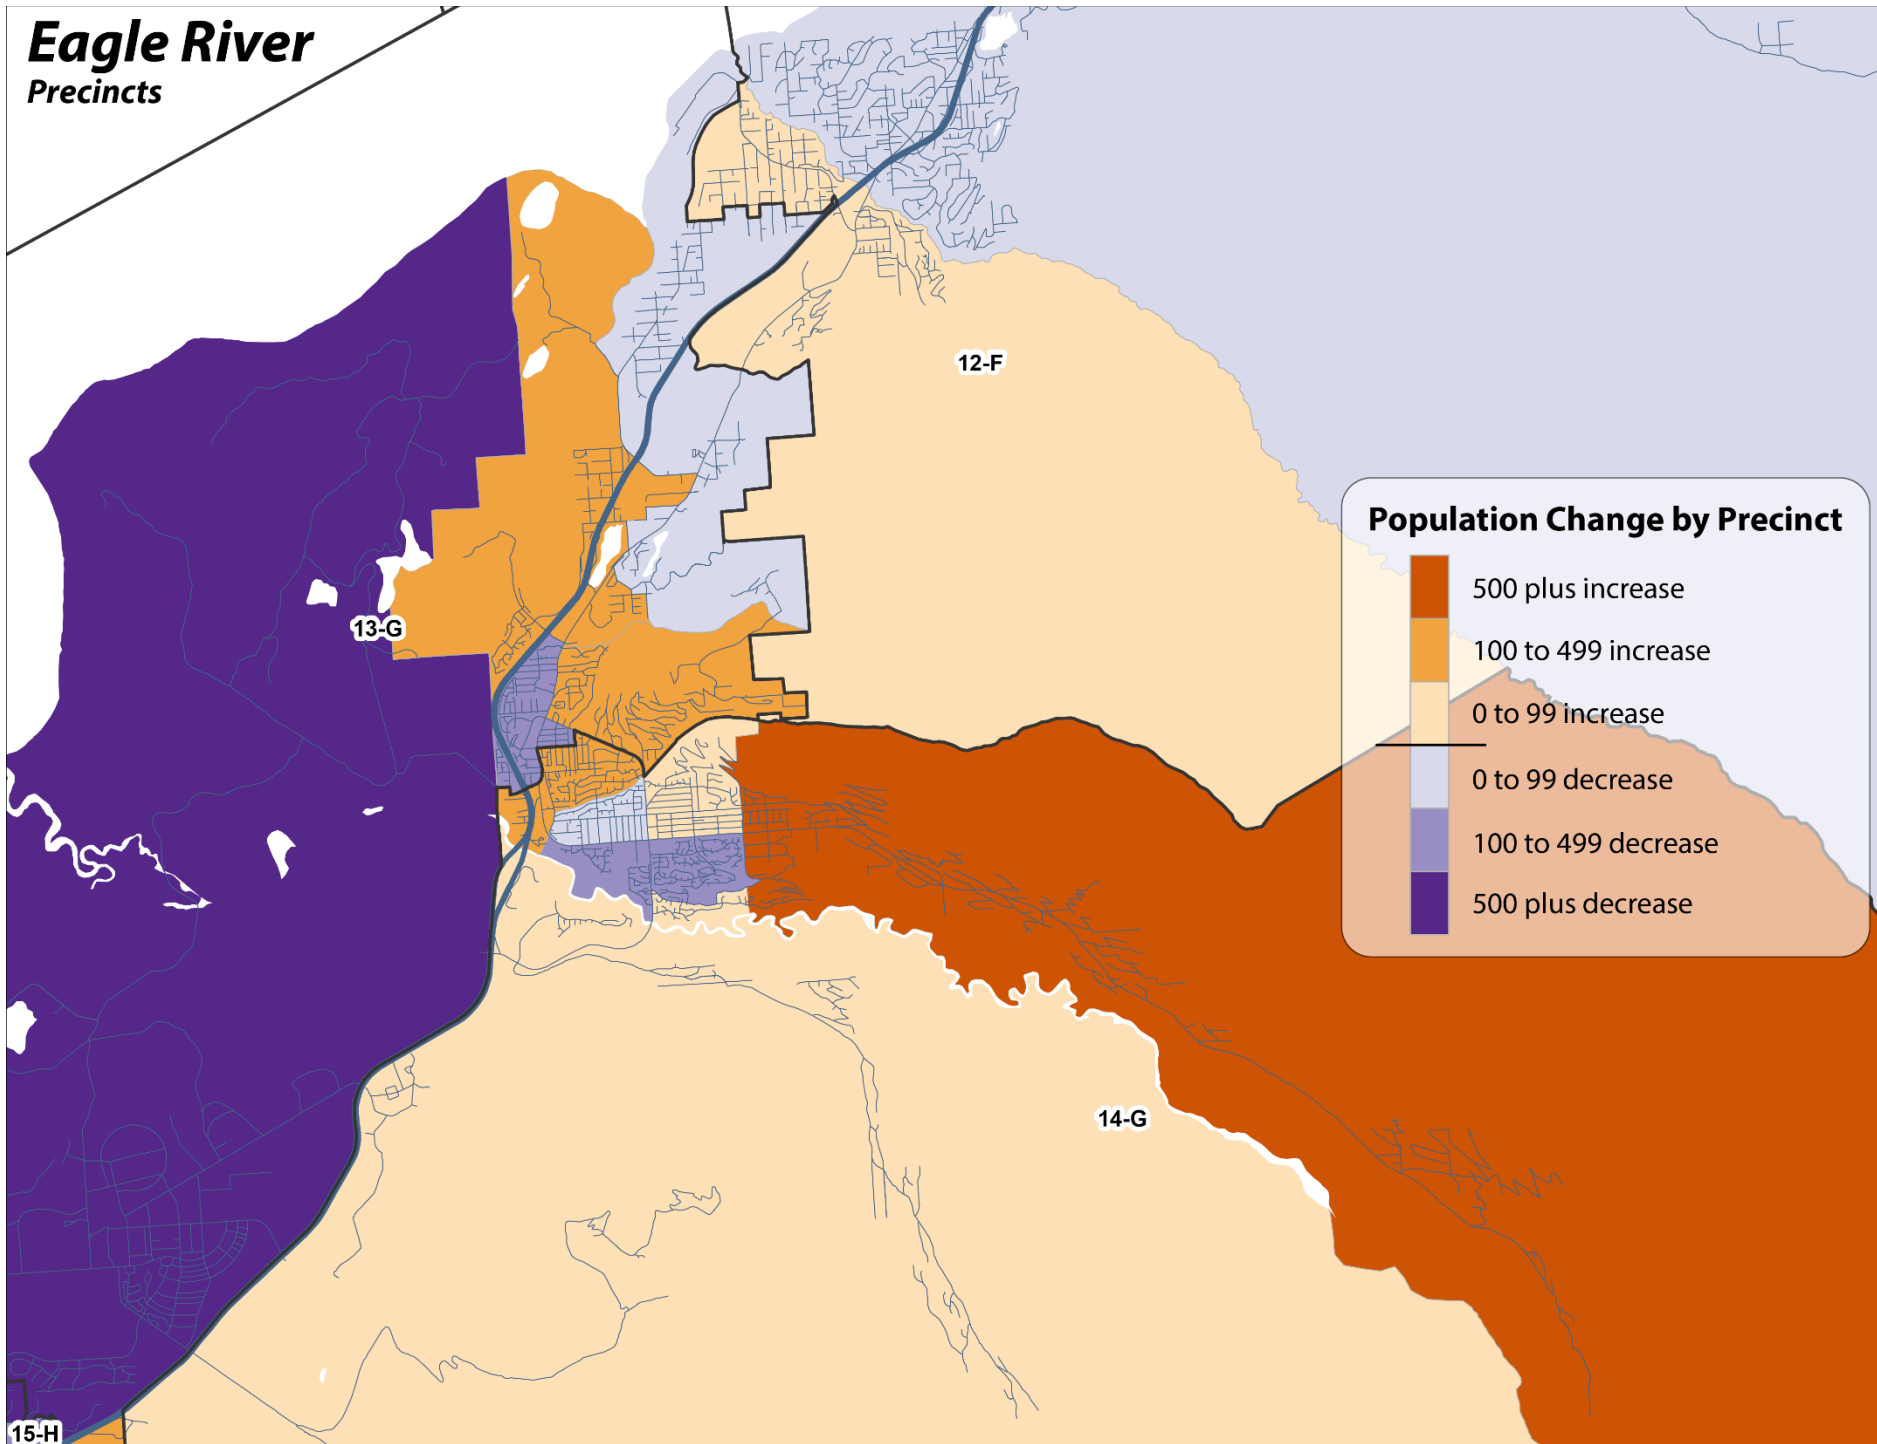 Eagle River
Precincts
12-F
Population Change by Precinct
500 plus increase
100 to 499 increase
0 to 99 increase
0 to 99 decrease
100 to 499 decrease
500 plus decrease
13-G
14-G
15-H